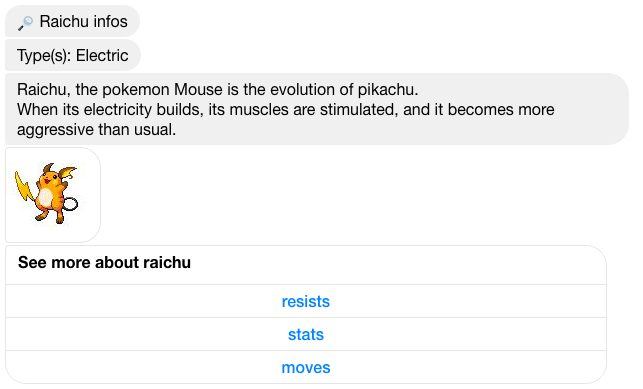 🔎 Raichu infos
Type(s): Electric
Raichu, the pokemon Mouse is the evolution of pikachu.
When its electricity builds, its muscles are stimulated, and it becomes more
aggressive than usual.
See more about raichu
resists
stats
moves